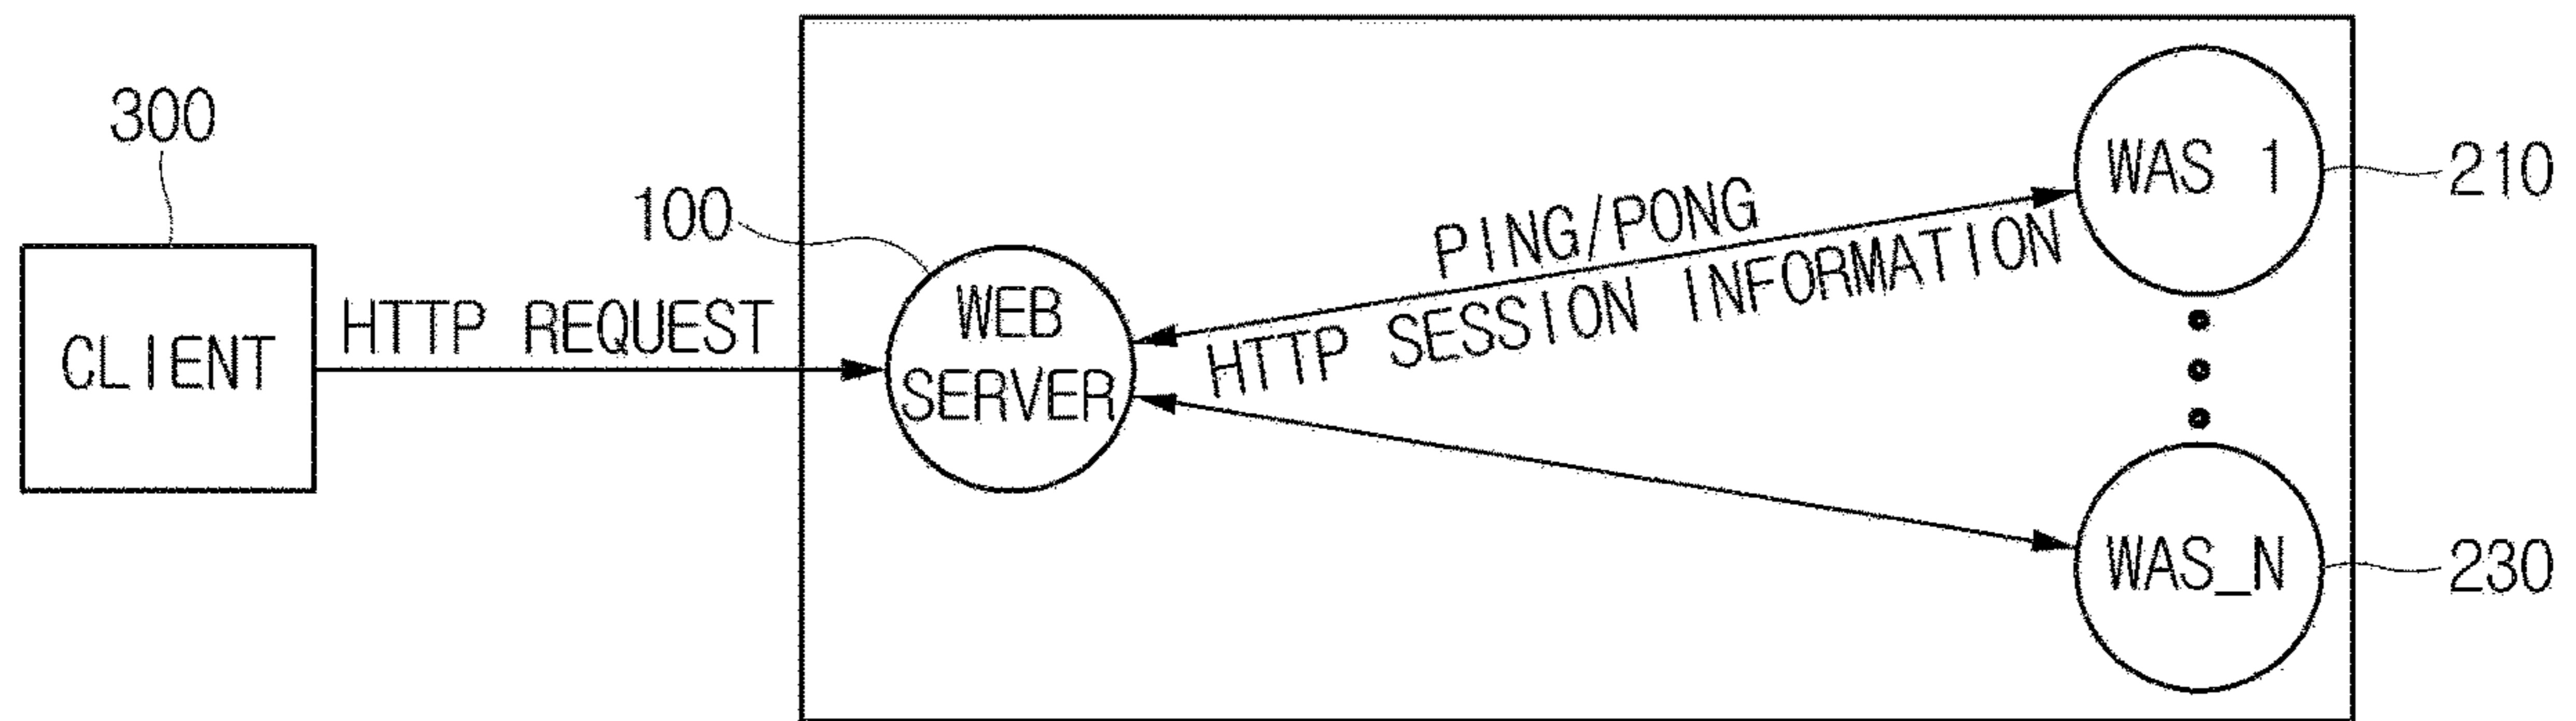 300
CLIENT
HTTP REQUEST
100
WEB
SERVER
PING/PONG
HTTP SESSION INFORMATION
WAS 1
210
WAS_N
230